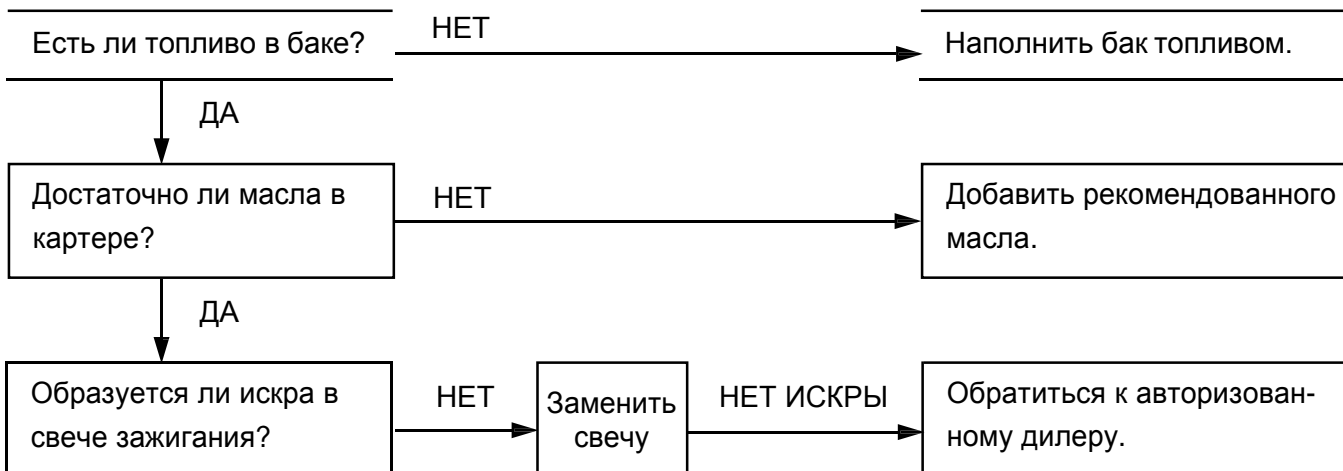 Есть ли топливо в баке?
НЕТ
Наполнить бак топливом.
ДА
Достаточно ли масла в
картере?
НЕТ
Добавить рекомендованного
масла.
ДА
Образуется ли искра в
свече зажигания?
НЕТ
Заменить
свечу
НЕТ ИСКРЫ
Обратиться к авторизован-
ному дилеру.